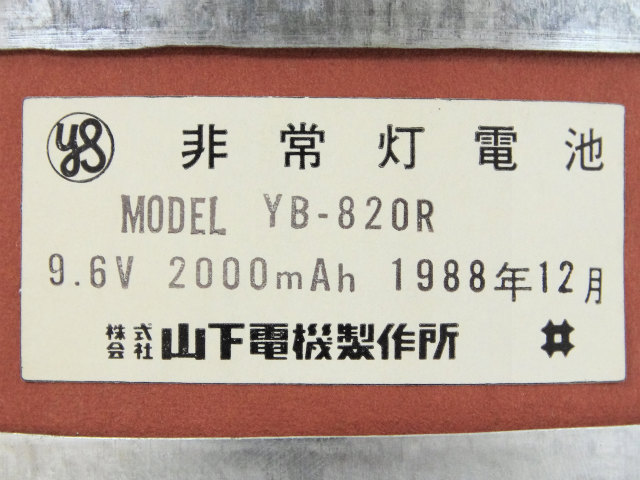 YS 非常灯電池
MODEL YB-820R
9.6V 2000mAh 1988年12月
株式会社 山下電機製作所